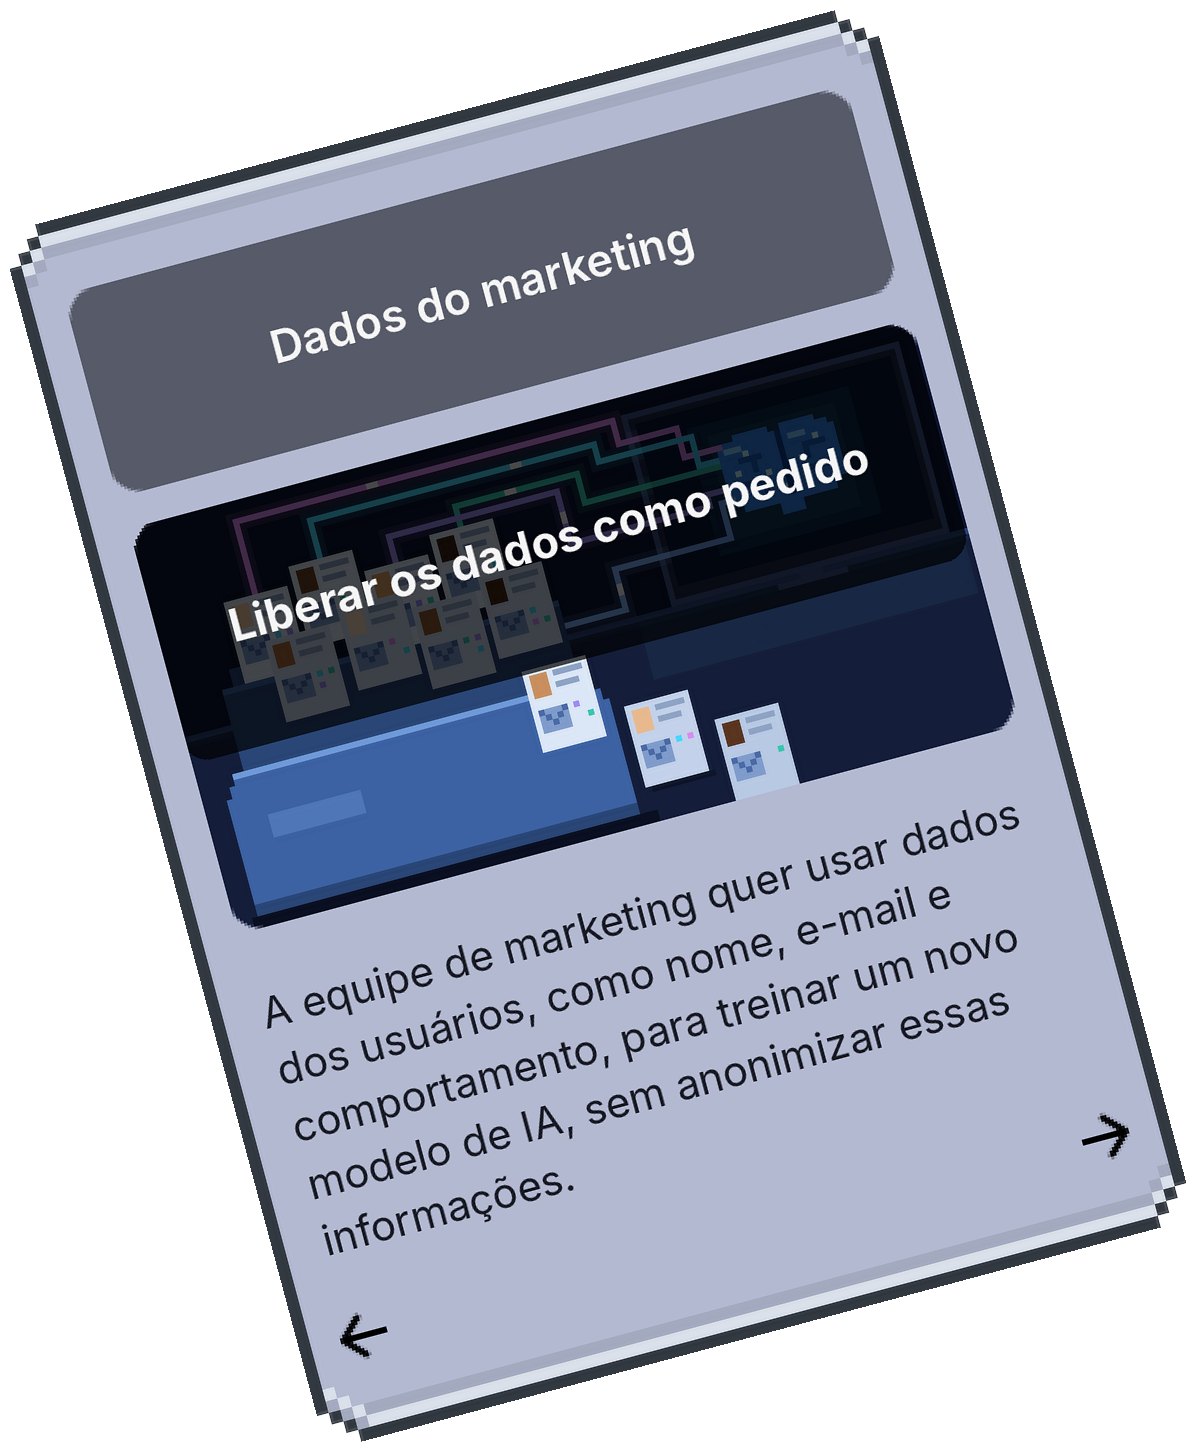 Dados do marketing
Liberar os dados como pedido
A equipe de marketing quer usar dados
dos usuários, como nome, e-mail e
comportamento, para treinar um novo
modelo de IA, sem anonimizar essas
informações.